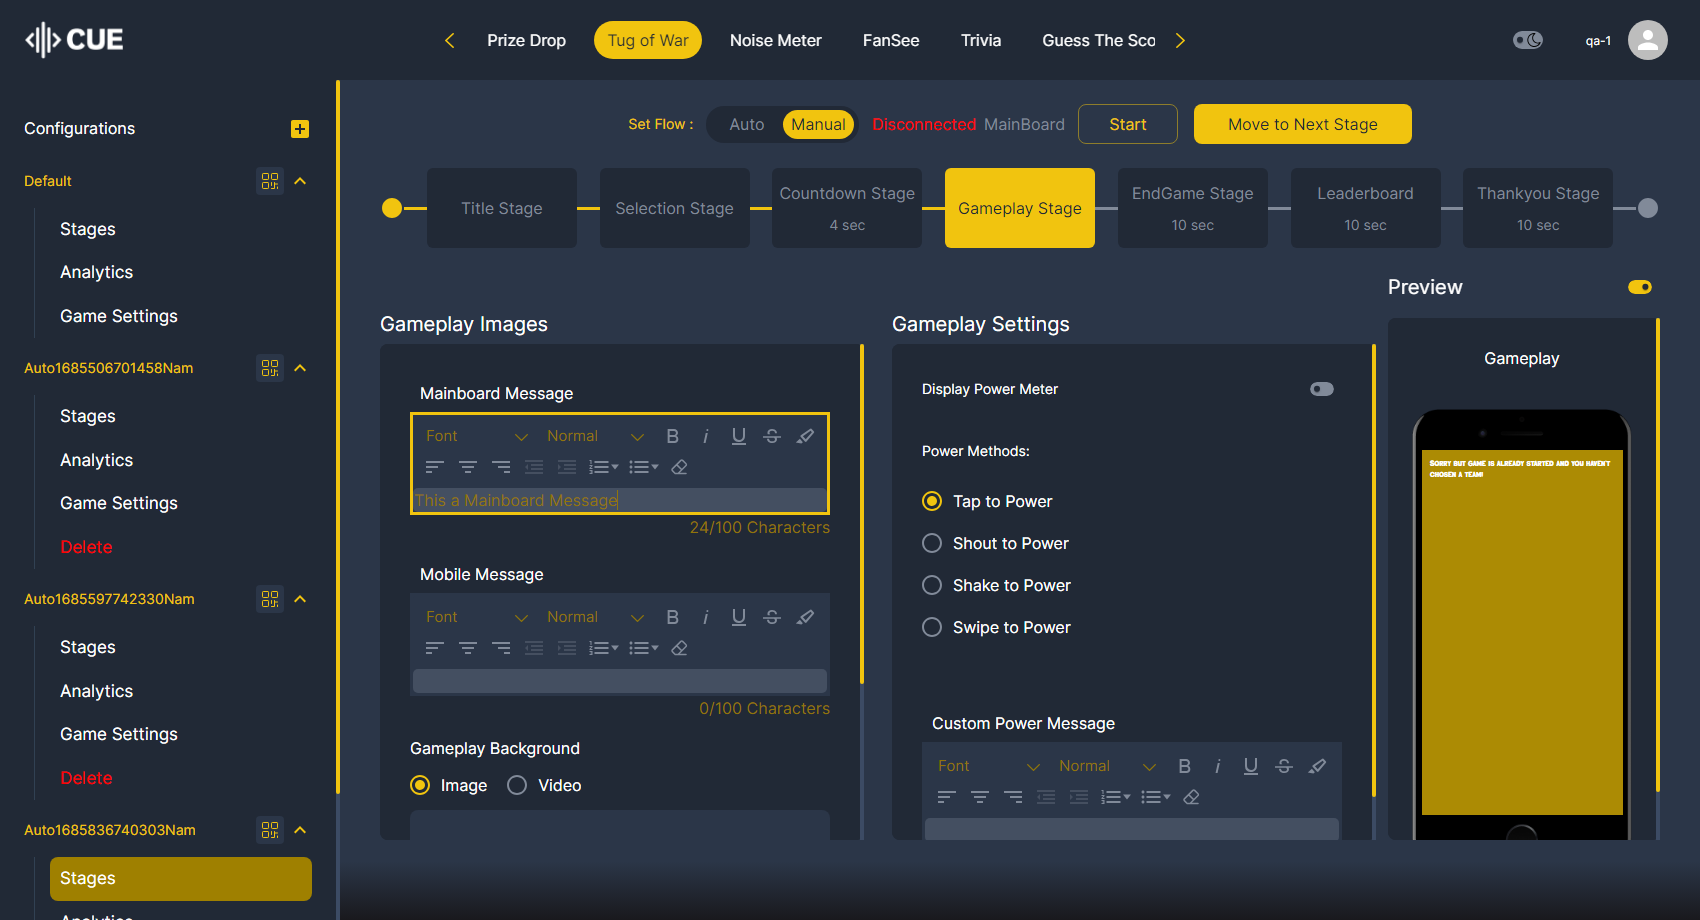 CUE
Prize Drop
Tug of War
Noise Meter
FanSee
Trivia
Guess The Sco
qa-1
Configurations
Default
Stages
Analytics
Game Settings
Auto1685506701458Nam
Stages
Analytics
Game Settings
Delete
Auto1685597742330Nam
Stages
Analytics
Game Settings
Delete
Auto1685836740303Nam
Stages
Analytics
Set Flow :
Auto
Manual
Disconnected MainBoard
Start
Move to Next Stage
Title Stage
Selection Stage
Countdown Stage
4 sec
Gameplay Stage
EndGame Stage
10 sec
Leaderboard
10 sec
Thankyou Stage
10 sec
Gameplay Images
Mainboard Message
Font
Normal
B i U S
This a Mainboard Message
24/100 Characters
Mobile Message
Font
Normal
B i U S
0/100 Characters
Gameplay Background
Image
Video
Gameplay Settings
Display Power Meter
Power Methods:
Tap to Power
Shout to Power
Shake to Power
Swipe to Power
Custom Power Message
Font
Normal
B i U S
Preview
Gameplay
Sorry but game is already started and you haven't
chosen a team!